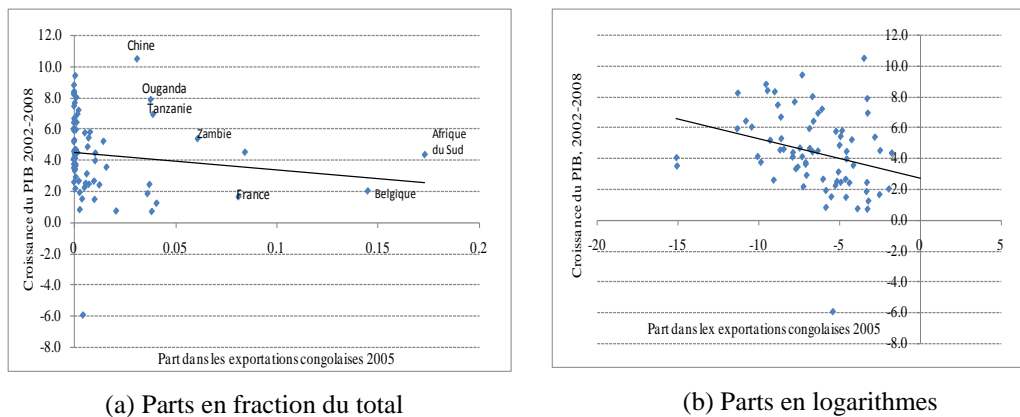 12.0
10.0
8.0
6.0
4.0
2.0
0.0
-2.0
-4.0
-6.0
-8.0
0
0.05
0.1
0.15
0.2
Croissance du PIB 2002-2008
Chine
Ouganda
Tanzanie
Zambie
Afrique
du Sud
France
Belgique
Part dans les exportations congolaises 2005
(a) Parts en fraction du total
12.0
10.0
8.0
6.0
4.0
2.0
0.0
-2.0
-4.0
-6.0
-8.0
-20
-15
-10
-5
0
5
Croissance du PIB, 2002-2008
Part dans lex exportations congolaises 2005
(b) Parts en logarithmes